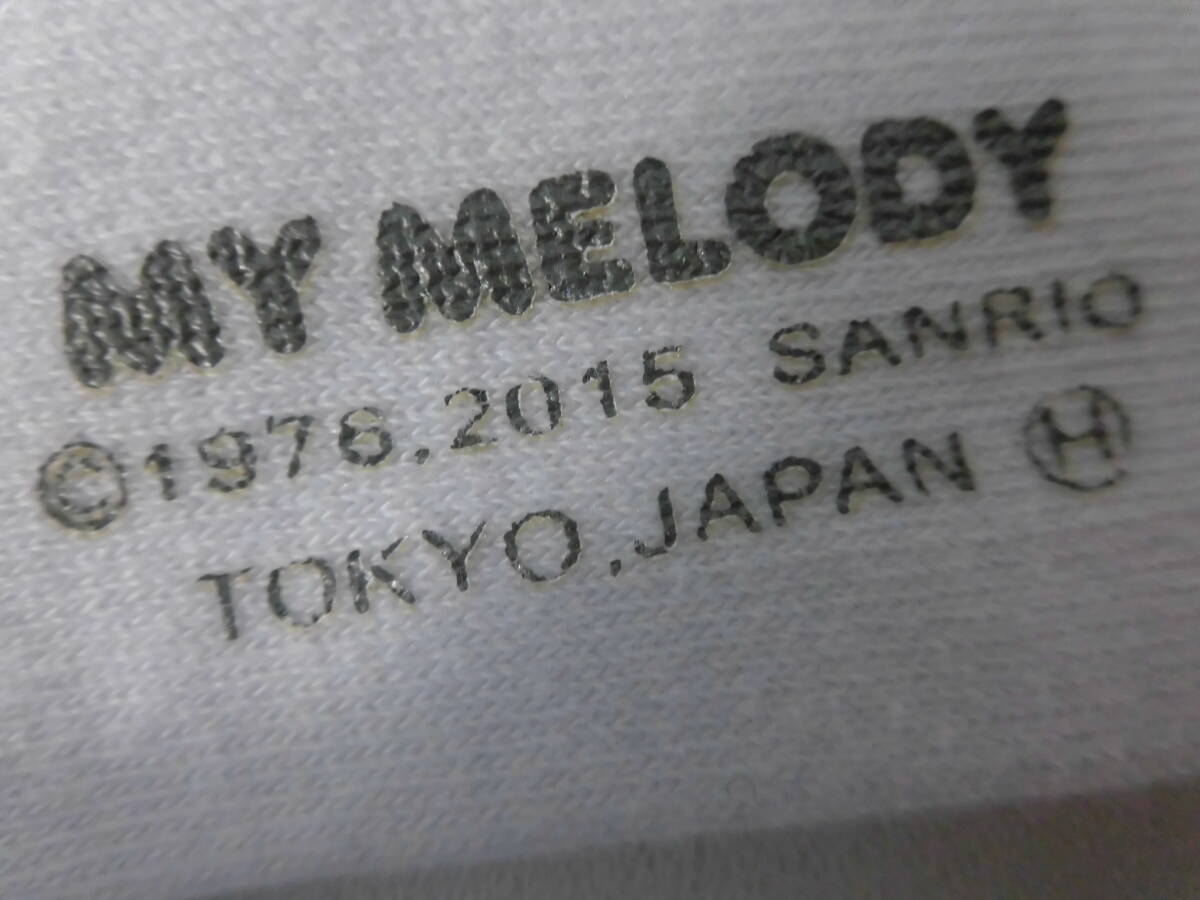 MY MELODY
©1976.2015 SANRIO
TOKYO.JAPAN Ⓗ